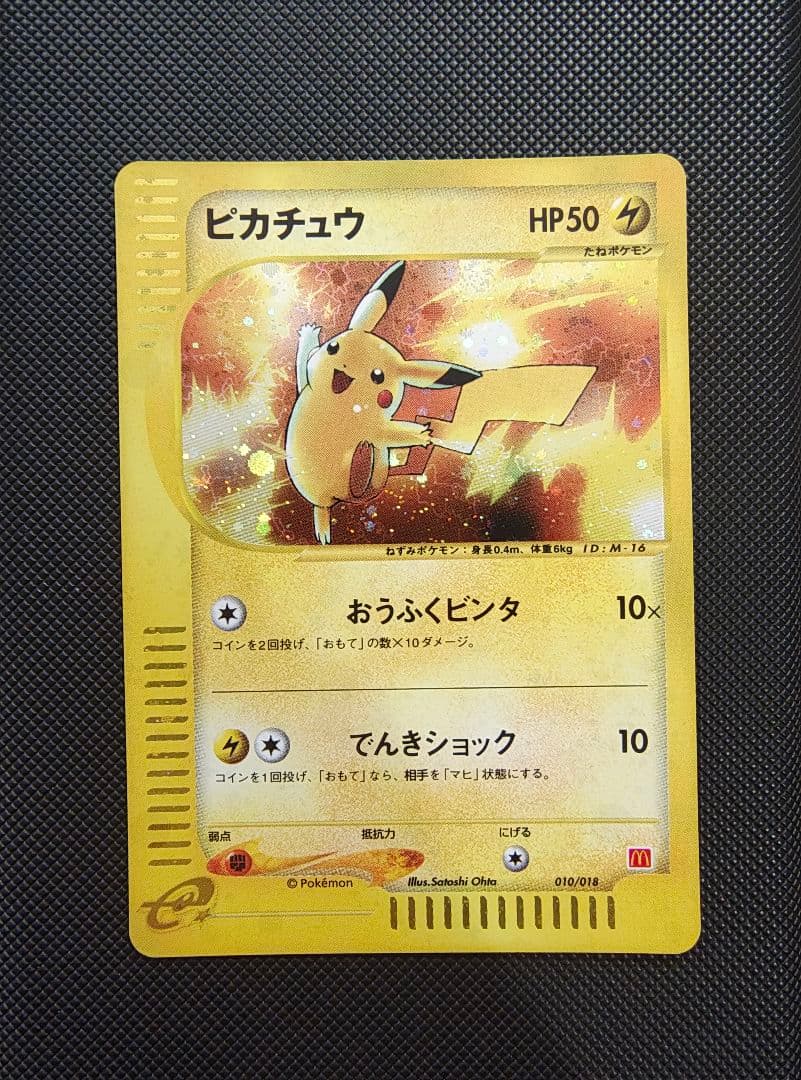 ピカチュウ HP50
たねポケモン
ねずみポケモン:身長0.4m、体重6kg ID:M-16
おうふくビンタ 10×
コインを2回投げ、「おもて」の数×10ダメージ。
でんきショック 10
コインを1回投げ、「おもて」なら、相手を「マヒ」状態にする。
弱点 抵抗力 にげる
©Pokémon Illus.Satoshi Ohta 010/018
e